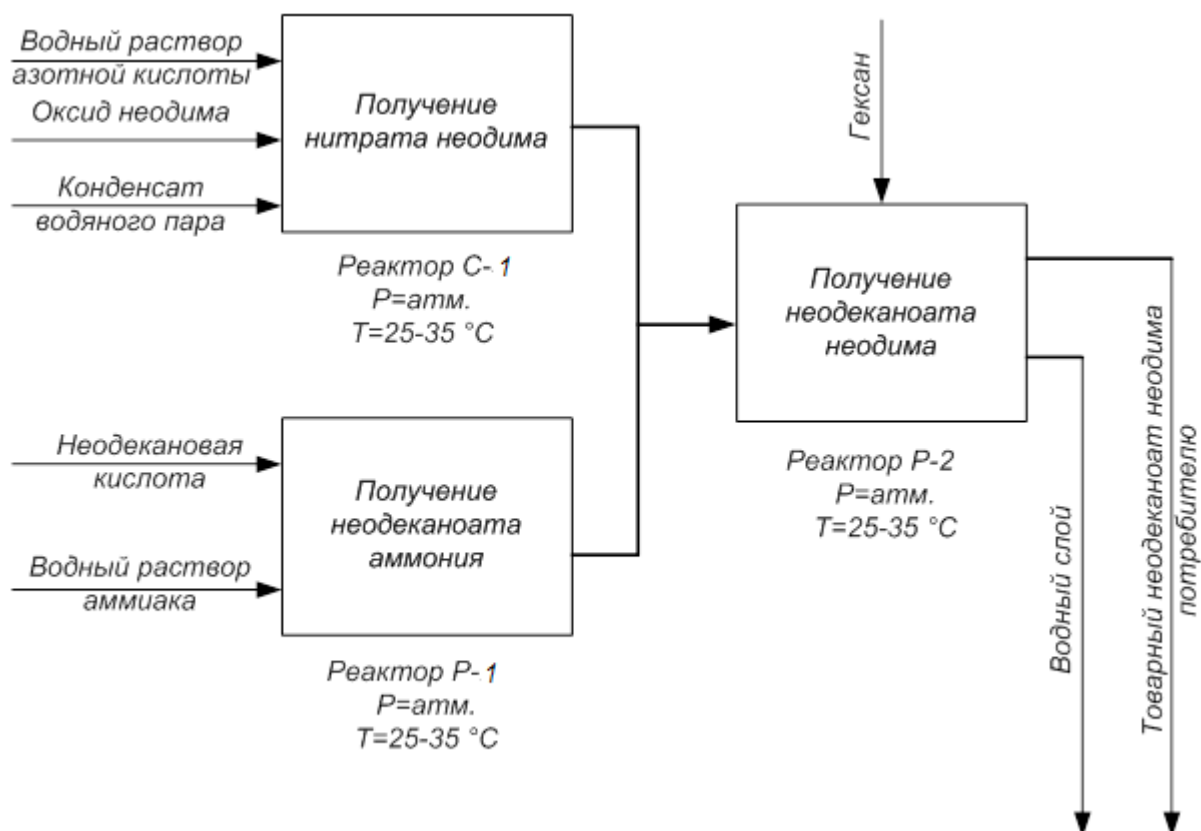 Водный раствор
азотной кислоты
Оксид неодима
Конденсат
водяного пара
Получение
нитрата неодима
Реактор С-1
Р=атм.
Т=25-35 °С
Неодекановая
кислота
Водный раствор
аммиака
Получение
неодеканоата
аммония
Реактор Р-1
Р=атм.
Т=25-35 °С
Гексан
Получение
неодеканоата
неодима
Реактор Р-2
Р=атм.
Т=25-35 °С
Водный слой
Товарный неодеканоат неодима
потребителю